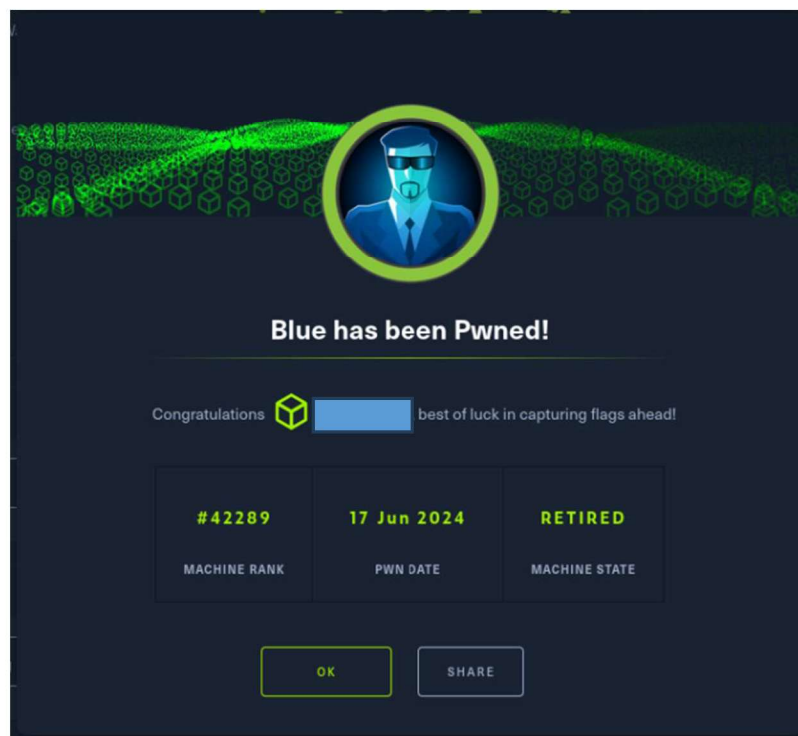 Blue has been Pwned!
Congratulations best of luck in capturing flags ahead!
#42289 17 Jun 2024 RETIRED
MACHINE RANK PWN DATE MACHINE STATE
OK SHARE